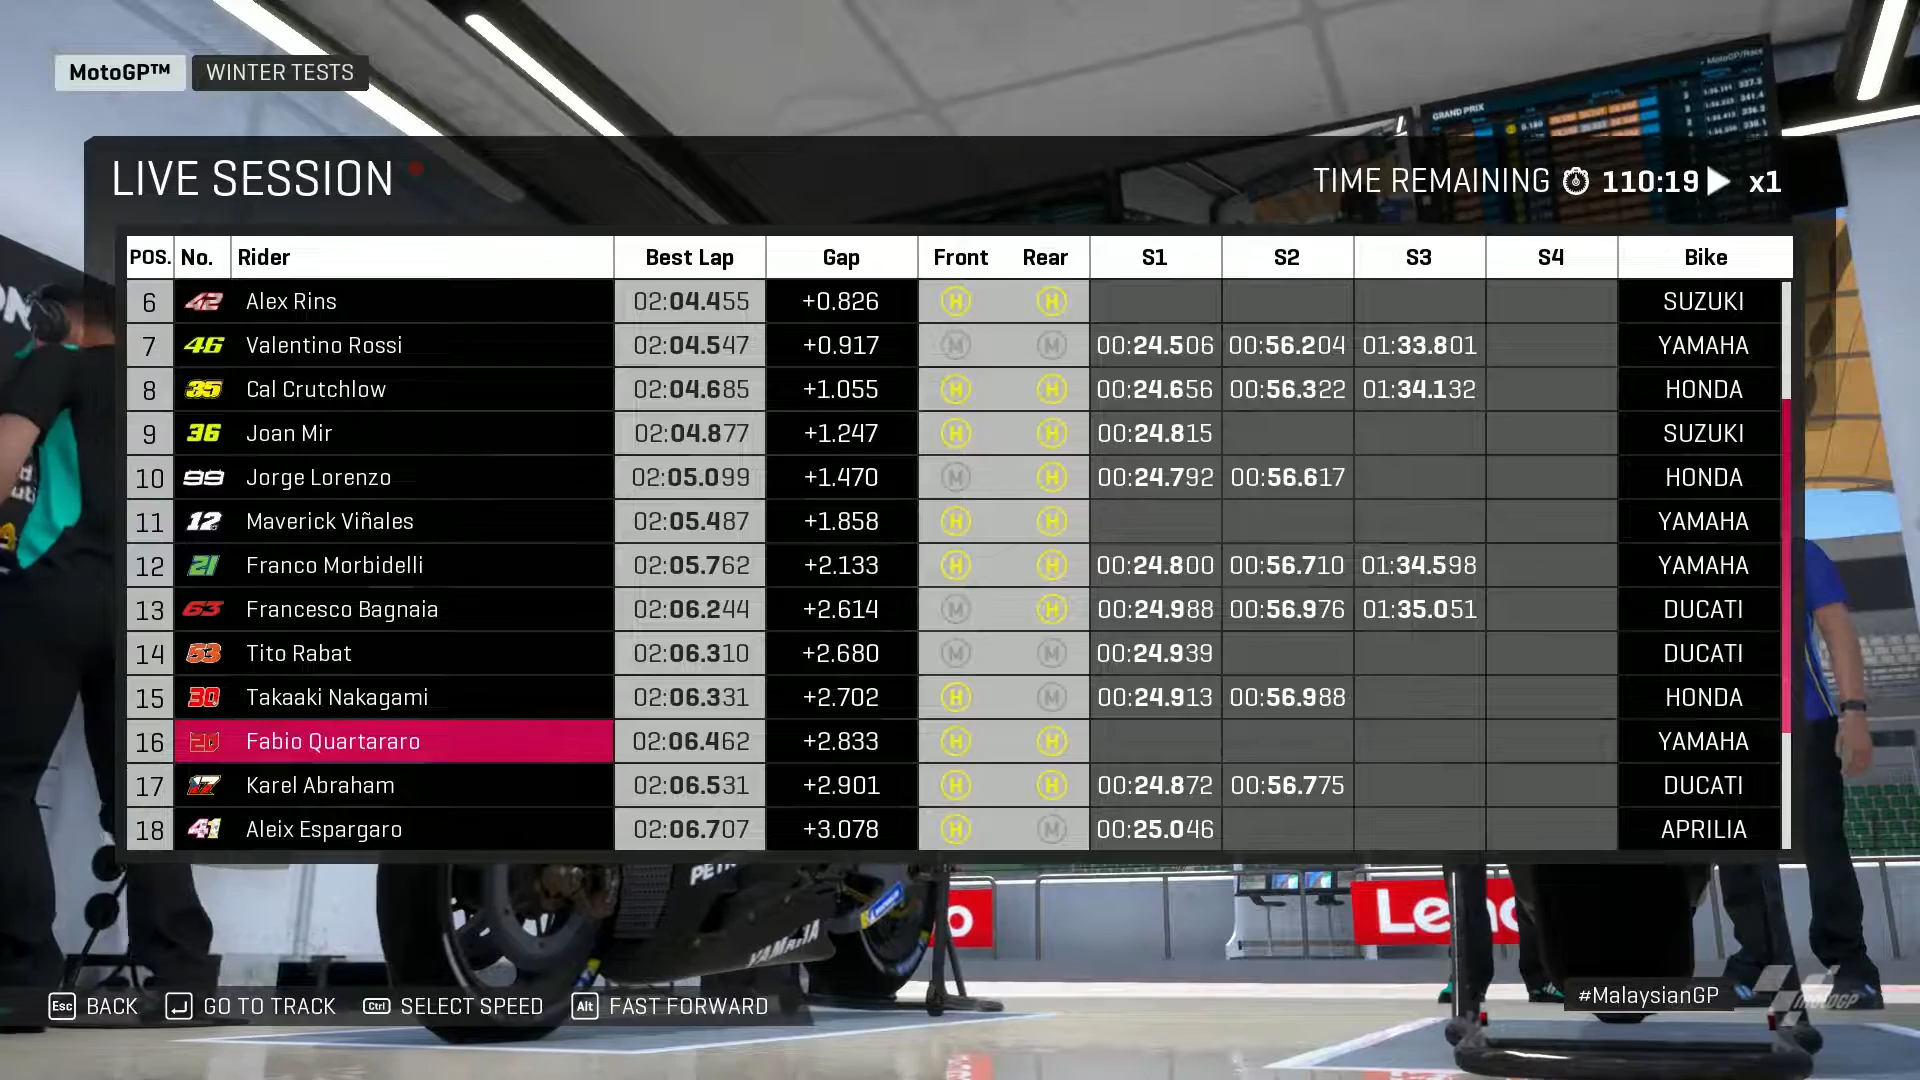 MotoGP™ WINTER TESTS
GRAND PRIX
LIVE SESSION
TIME REMAINING 110:19 x1
POS. No. Rider Best Lap Gap Front Rear S1 S2 S3 S4 Bike
6 42 Alex Rins 02:04.455 +0.826 H H SUZUKI
7 46 Valentino Rossi 02:04.547 +0.917 M M 00:24.506 00:56.204 01:33.801 YAMAHA
8 35 Cal Crutchlow 02:04.685 +1.055 H H 00:24.656 00:56.322 01:34.132 HONDA
9 36 Joan Mir 02:04.877 +1.247 H H 00:24.815 SUZUKI
10 99 Jorge Lorenzo 02:05.099 +1.470 M H 00:24.792 00:56.617 HONDA
11 12 Maverick Viñales 02:05.487 +1.858 H H YAMAHA
12 21 Franco Morbidelli 02:05.762 +2.133 H H 00:24.800 00:56.710 01:34.598 YAMAHA
13 63 Francesco Bagnaia 02:06.244 +2.614 M H 00:24.988 00:56.976 01:35.051 DUCATI
14 53 Tito Rabat 02:06.310 +2.680 M M 00:24.939 DUCATI
15 30 Takaaki Nakagami 02:06.331 +2.702 H M 00:24.913 00:56.988 HONDA
16 20 Fabio Quartararo 02:06.462 +2.833 H H YAMAHA
17 17 Karel Abraham 02:06.531 +2.901 H H 00:24.872 00:56.775 DUCATI
18 41 Aleix Espargaro 02:06.707 +3.078 H M 00:25.046 APRILIA
YAMAHA
Esc BACK GO TO TRACK Ctrl SELECT SPEED Alt FAST FORWARD
#MalaysianGP
MotoGP